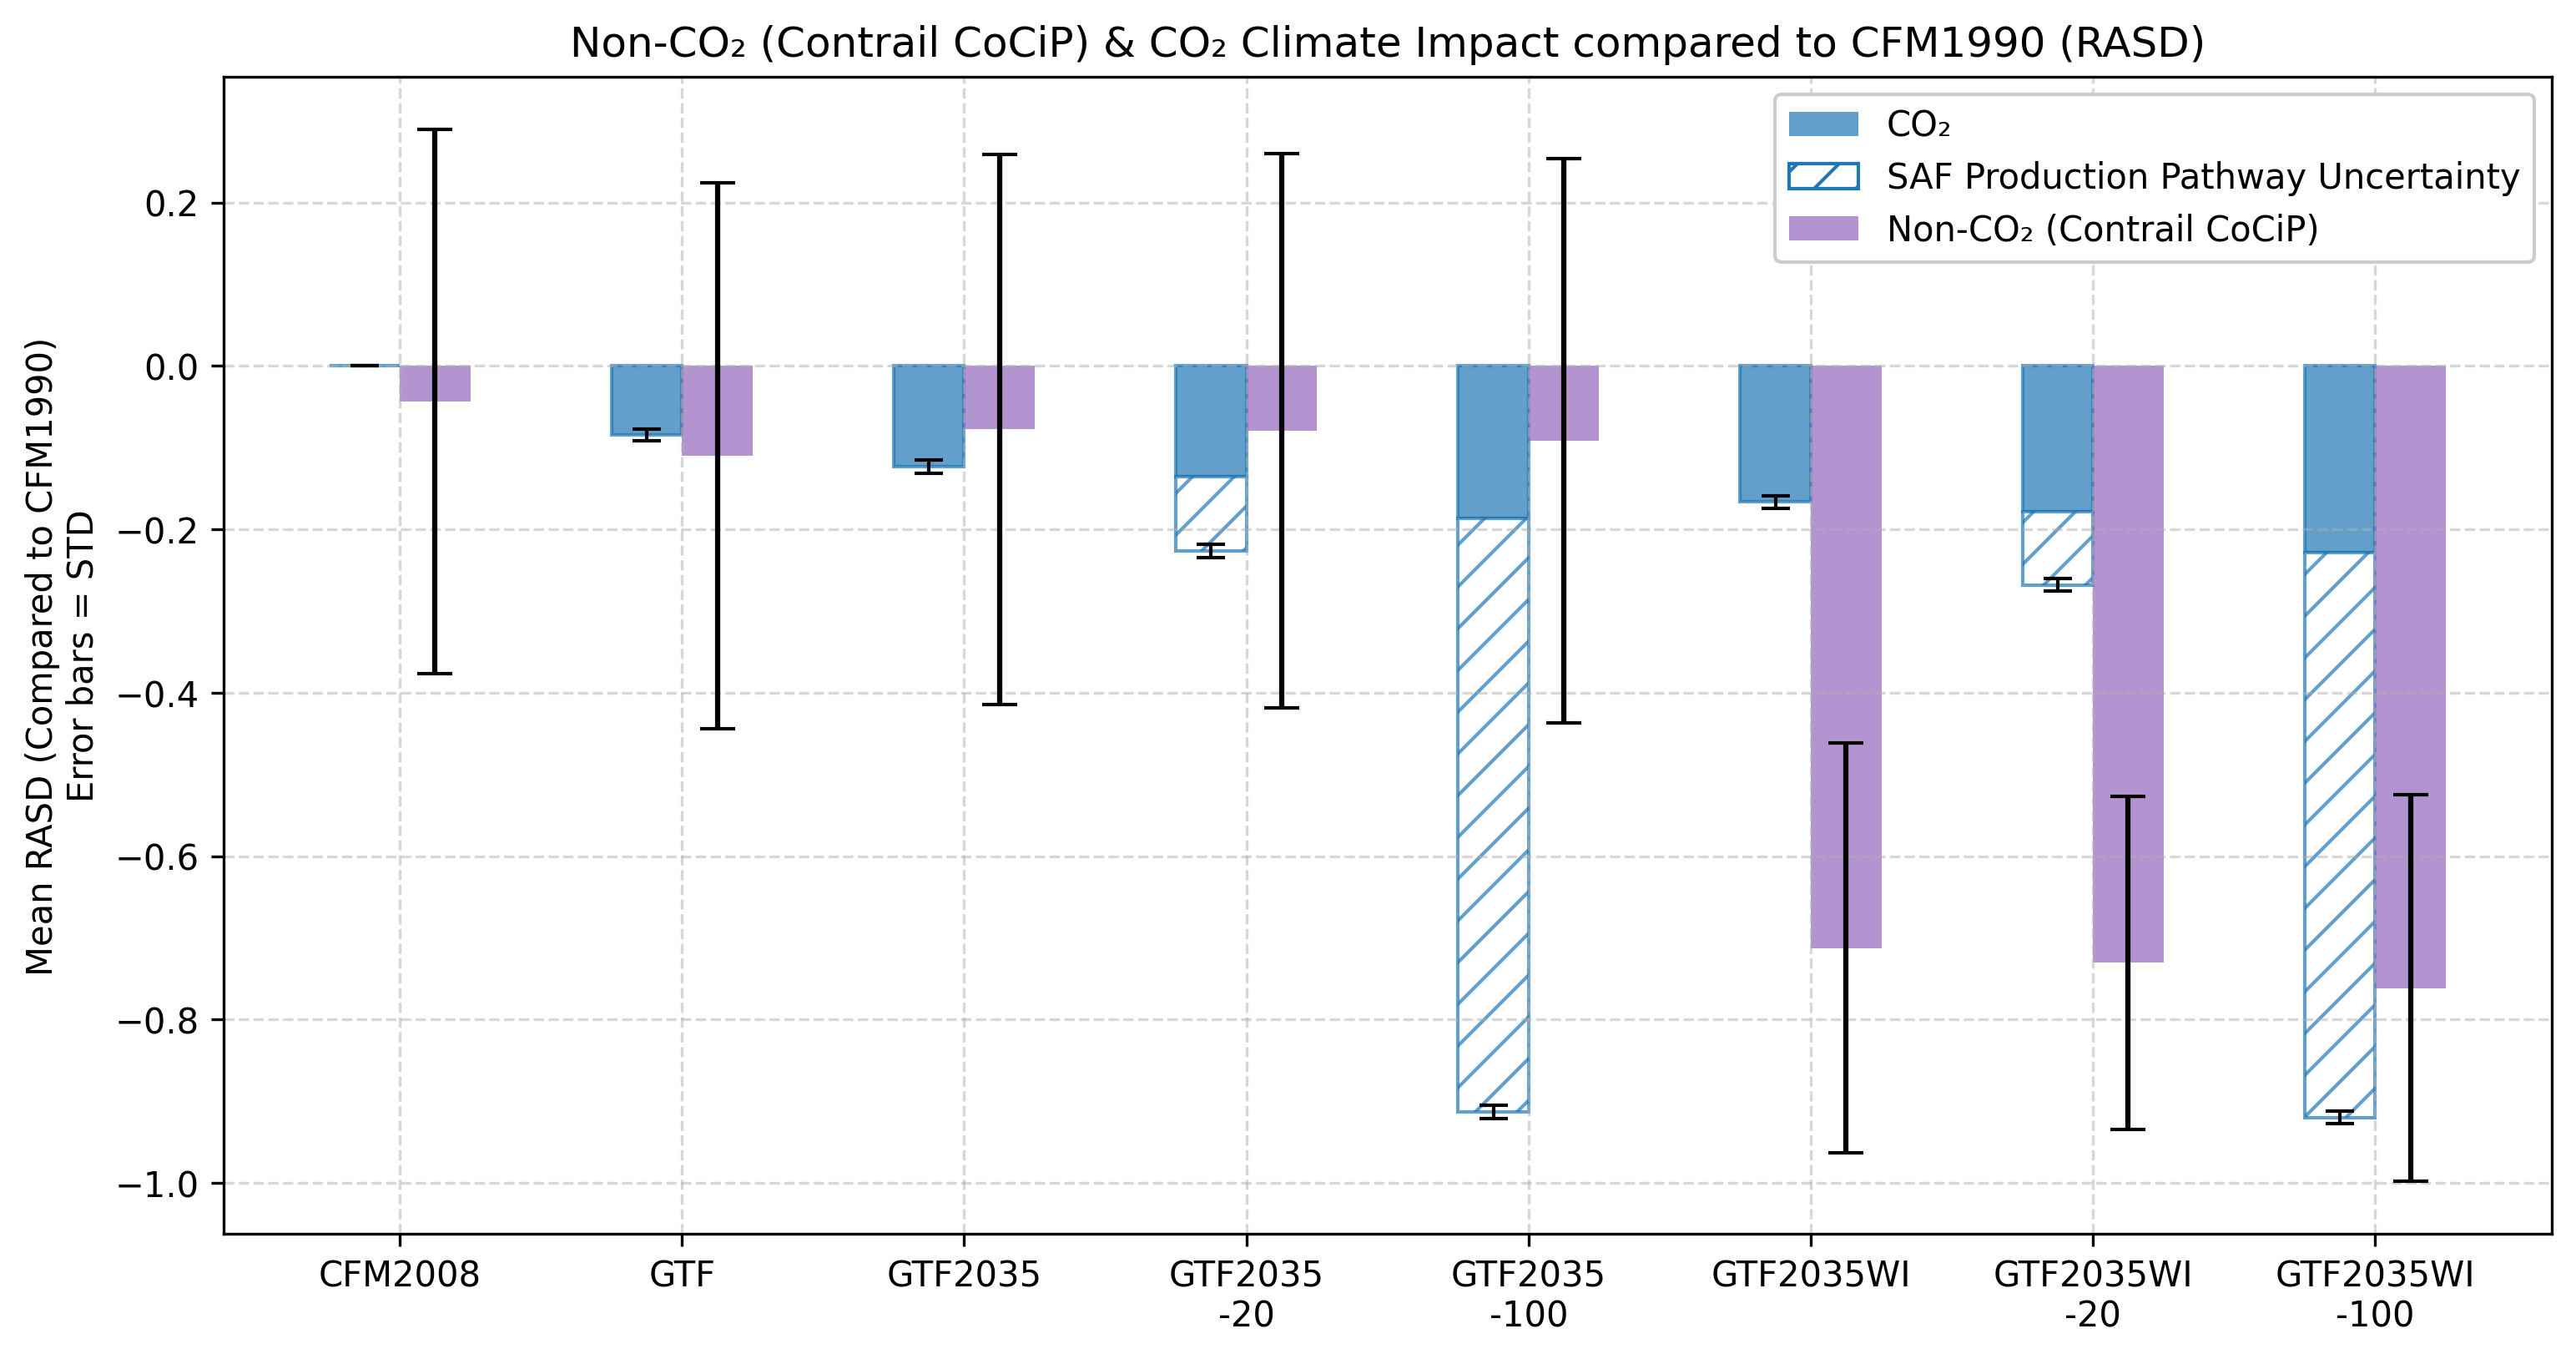 Non-CO₂ (Contrail CoCiP) & CO₂ Climate Impact compared to CFM1990 (RASD)
CO₂
SAF Production Pathway Uncertainty
Non-CO₂ (Contrail CoCiP)
Mean RASD (Compared to CFM1990)
Error bars = STD
0.2
0.0
−0.2
−0.4
−0.6
−0.8
−1.0
CFM2008
GTF
GTF2035
GTF2035
-20
GTF2035
-100
GTF2035WI
GTF2035WI
-20
GTF2035WI
-100